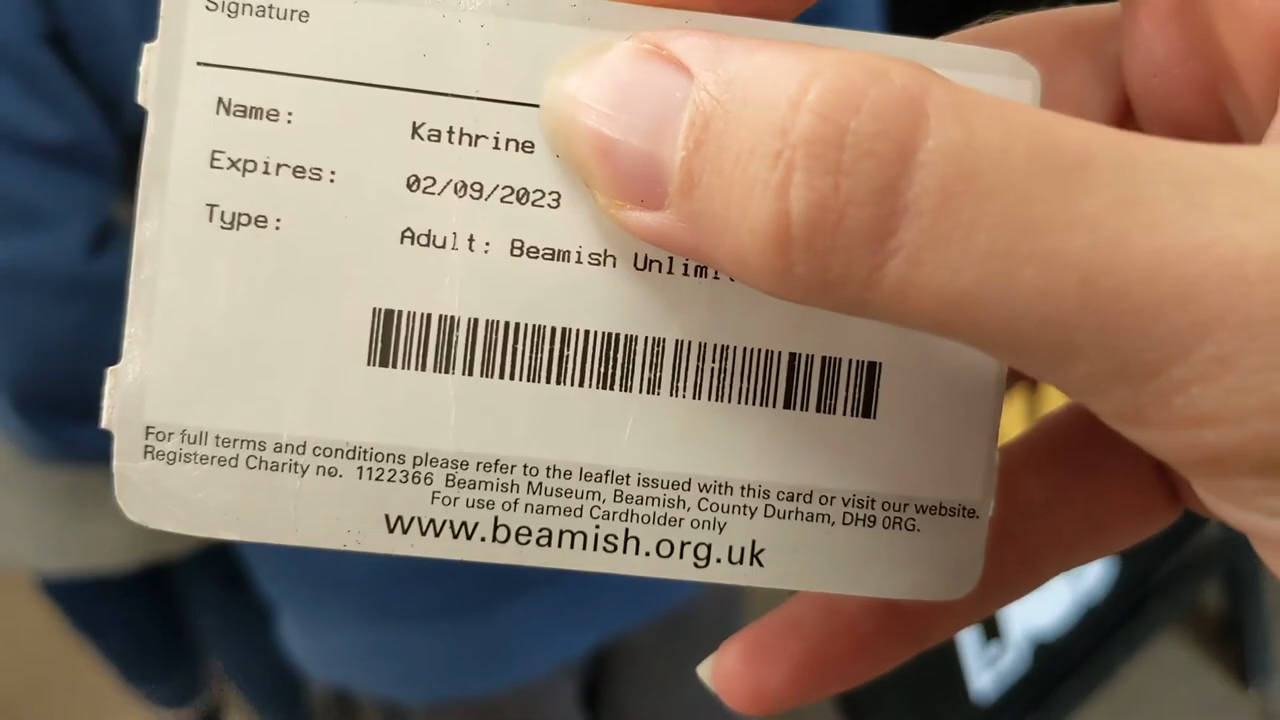 Signature
Name: Kathrine
Expires: 02/09/2023
Type: Adult: Beamish
For full terms and conditions please refer to the leaflet issued with this card or visit our website.
Registered Charity no. 1122366 Beamish Museum, Beamish, County Durham, DH9 0RG.
For use of named Cardholder only
www.beamish.org.uk